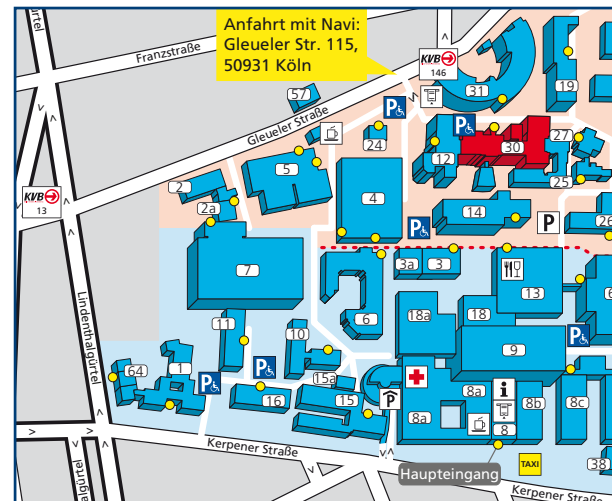 Anfahrt mit Navi:
Gleueler Str. 115,
50931 Köln
Franzstraße
KVB
146
31
19
57
Gleueler Straße
P
24
P
30
27
12
5
25
2
4
2a
14
P
26
KVB
13
P
3a
3
7
13
6
18a
18
11
10
6
9
P
Lindenthalgürtel
64
1
P
P
15a
16
15
P
8a
8a
i
8b
8c
8
Kerpener Straße
Haupteingang
TAXI
38
Kerpener Straße
algürtel